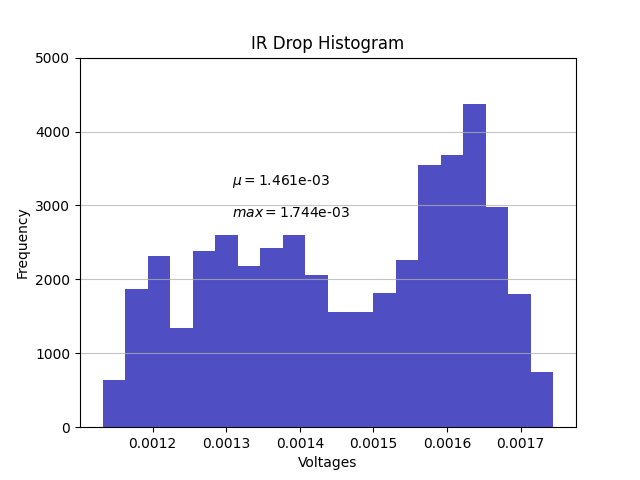 IR Drop Histogram
5000
4000
3000
2000
1000
0
Frequency
μ = 1.461e-03
max = 1.744e-03
0.0012 0.0013 0.0014 0.0015 0.0016 0.0017
Voltages